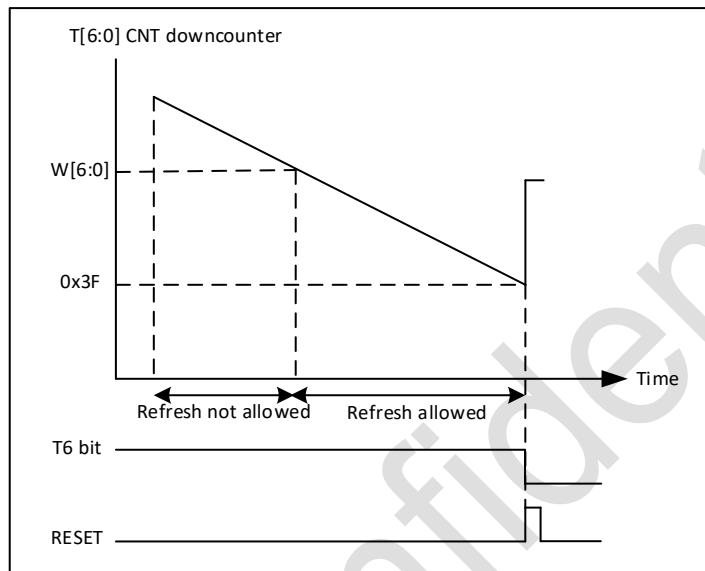 T[6:0] CNT downcounter
W[6:0]
0x3F
Time
Refresh not allowed
Refresh allowed
T6 bit
RESET